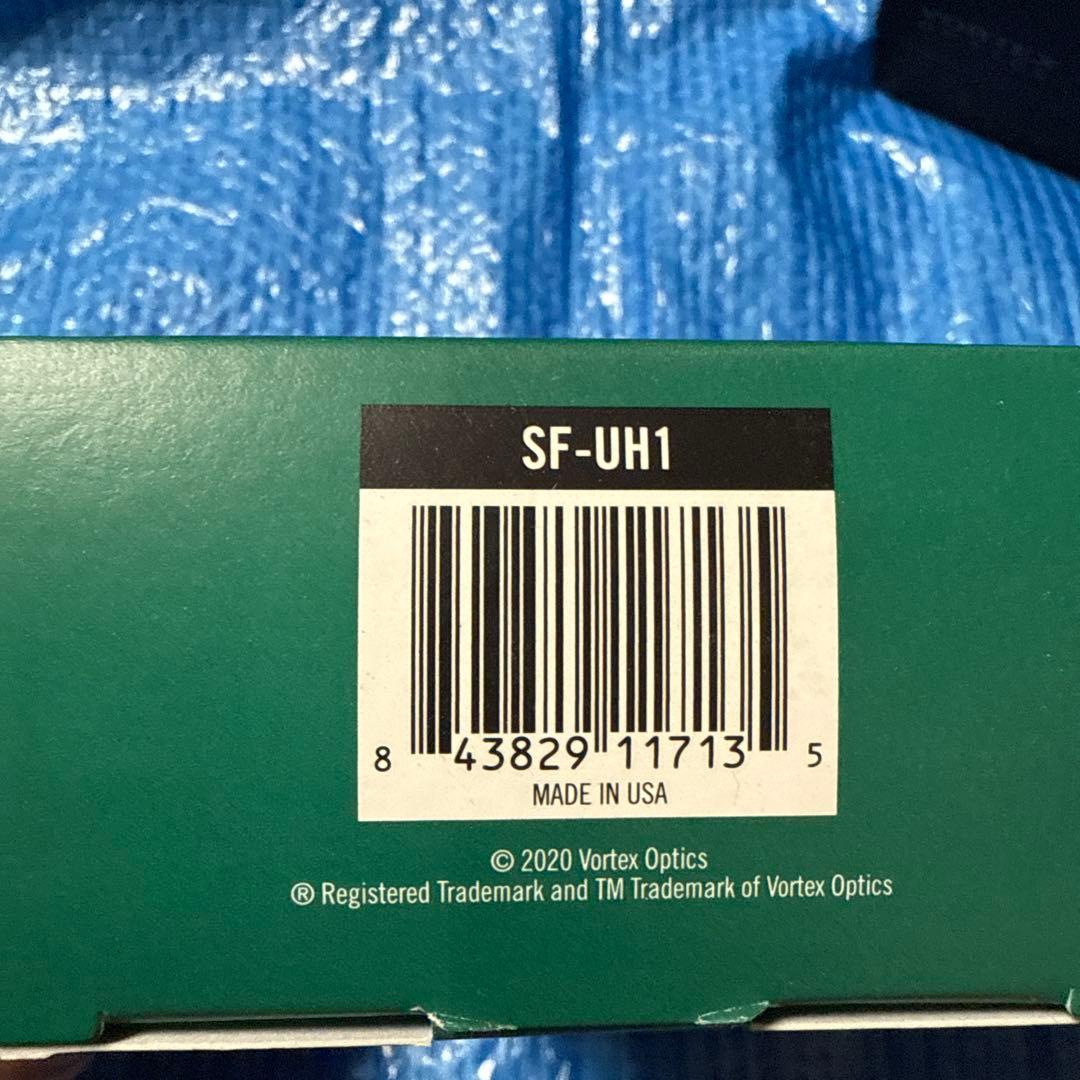 SF-UH1
8 43829 11713 5
MADE IN USA
© 2020 Vortex Optics
® Registered Trademark and TM Trademark of Vortex Optics